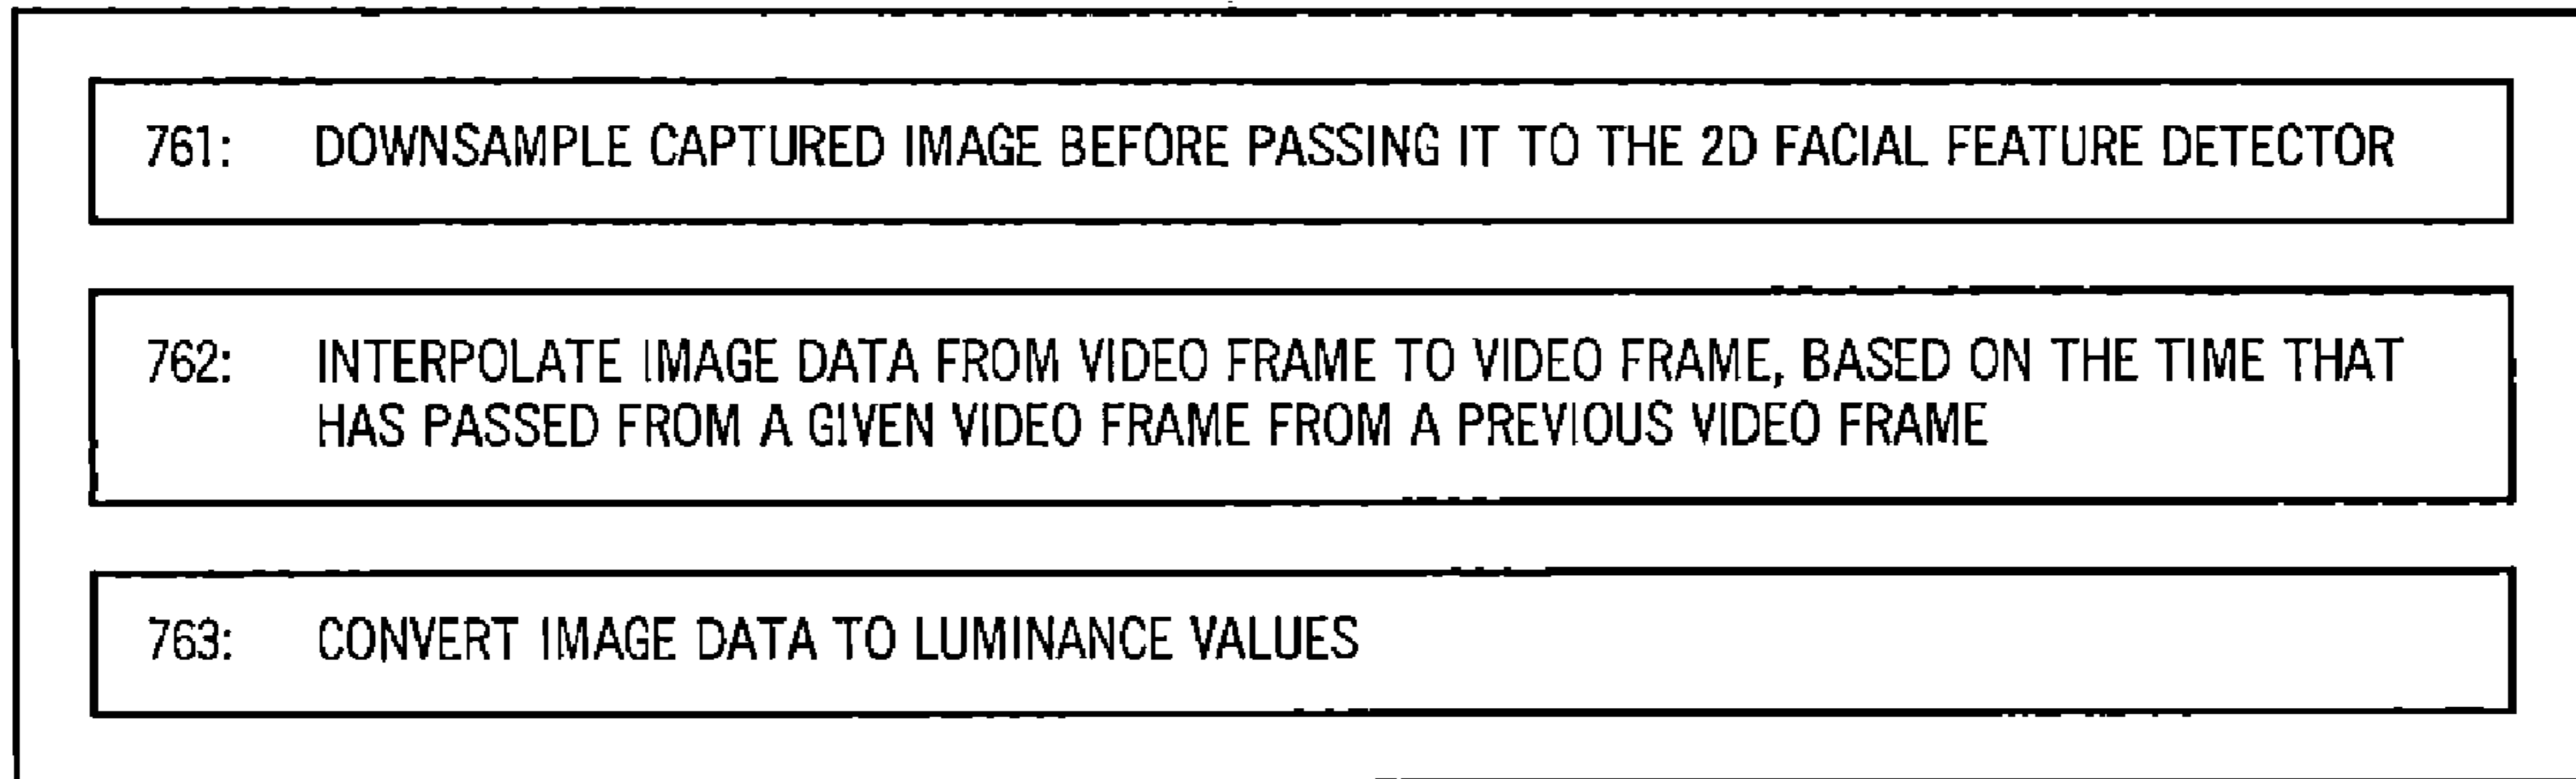 761: DOWNSAMPLE CAPTURED IMAGE BEFORE PASSING IT TO THE 2D FACIAL FEATURE DETECTOR
762: INTERPOLATE IMAGE DATA FROM VIDEO FRAME TO VIDEO FRAME, BASED ON THE TIME THAT
HAS PASSED FROM A GIVEN VIDEO FRAME FROM A PREVIOUS VIDEO FRAME
763: CONVERT IMAGE DATA TO LUMINANCE VALUES